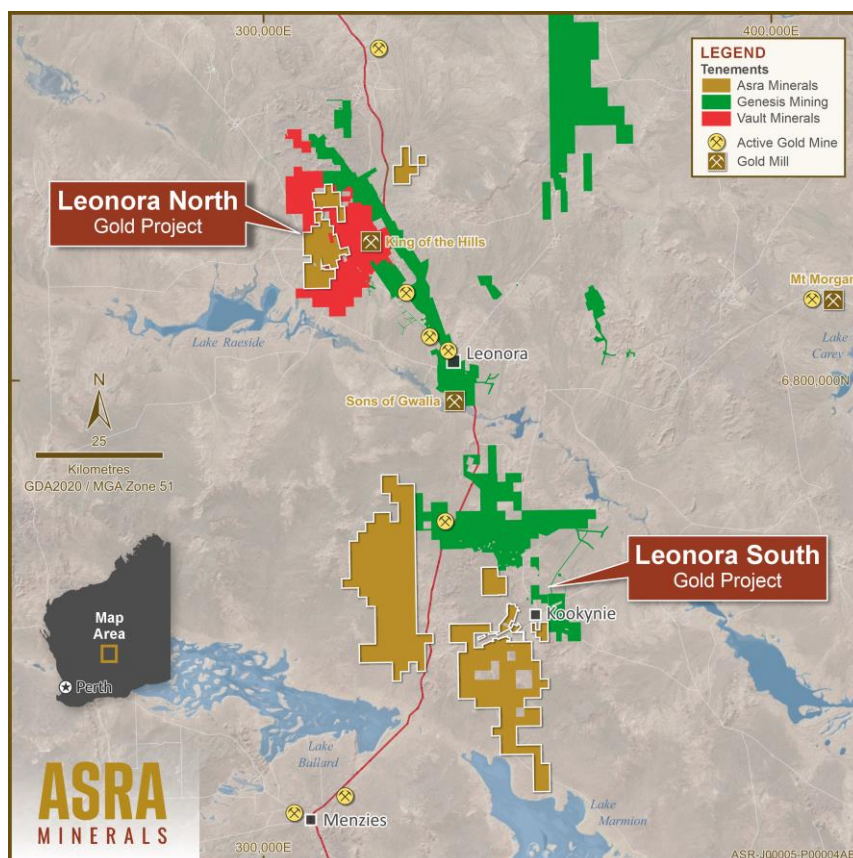 300,000E
400,000E
LEGEND
Tenements
Asra Minerals
Genesis Mining
Vault Minerals
Active Gold Mine
Gold Mill
Leonora North
Gold Project
King of the Hills
Mt Morgan
Lake Raeside
Lake
Carey
Leonora
6,800,000N
N
Sons of Gwalia
25
Kilometres
GDA2020 / MGA Zone 51
Leonora South
Gold Project
Kookynie
Map
Area
Perth
Lake
Ballard
Lake
Marmion
Menzies
ASRA
MINERALS
300,000E
ASR-J00005-P00004AB